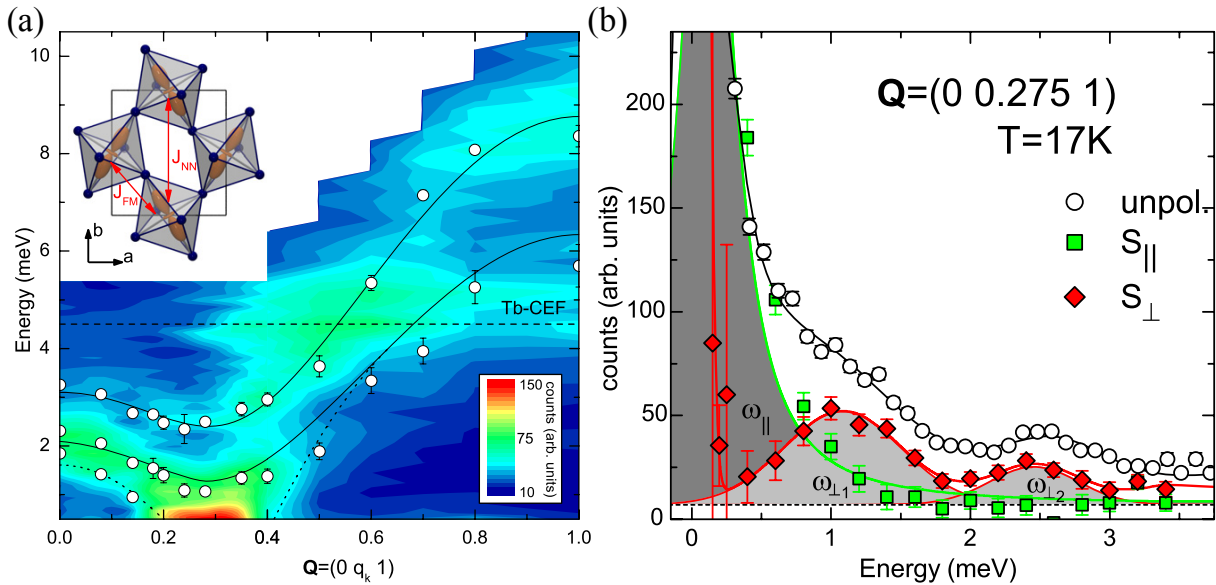 (a)
10
8
6
4
2
Energy (meV)
J_NN
J_FM
b
a
Tb-CEF
150
75
10
counts (arb. units)
0.0 0.2 0.4 0.6 0.8 1.0
Q=(0 q_k 1)
(b)
200
150
100
50
0
counts (arb. units)
Q=(0 0.275 1)
T=17K
unpol.
S_||
S_⊥
ω_||
ω_⊥1
ω_⊥2
0 1 2 3
Energy (meV)